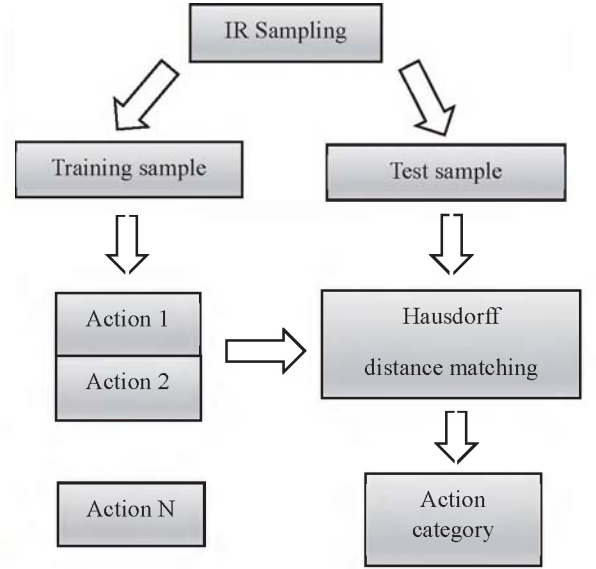 IR Sampling
Training sample
Test sample
Action 1
Action 2
Hausdorff
distance matching
Action N
Action
category